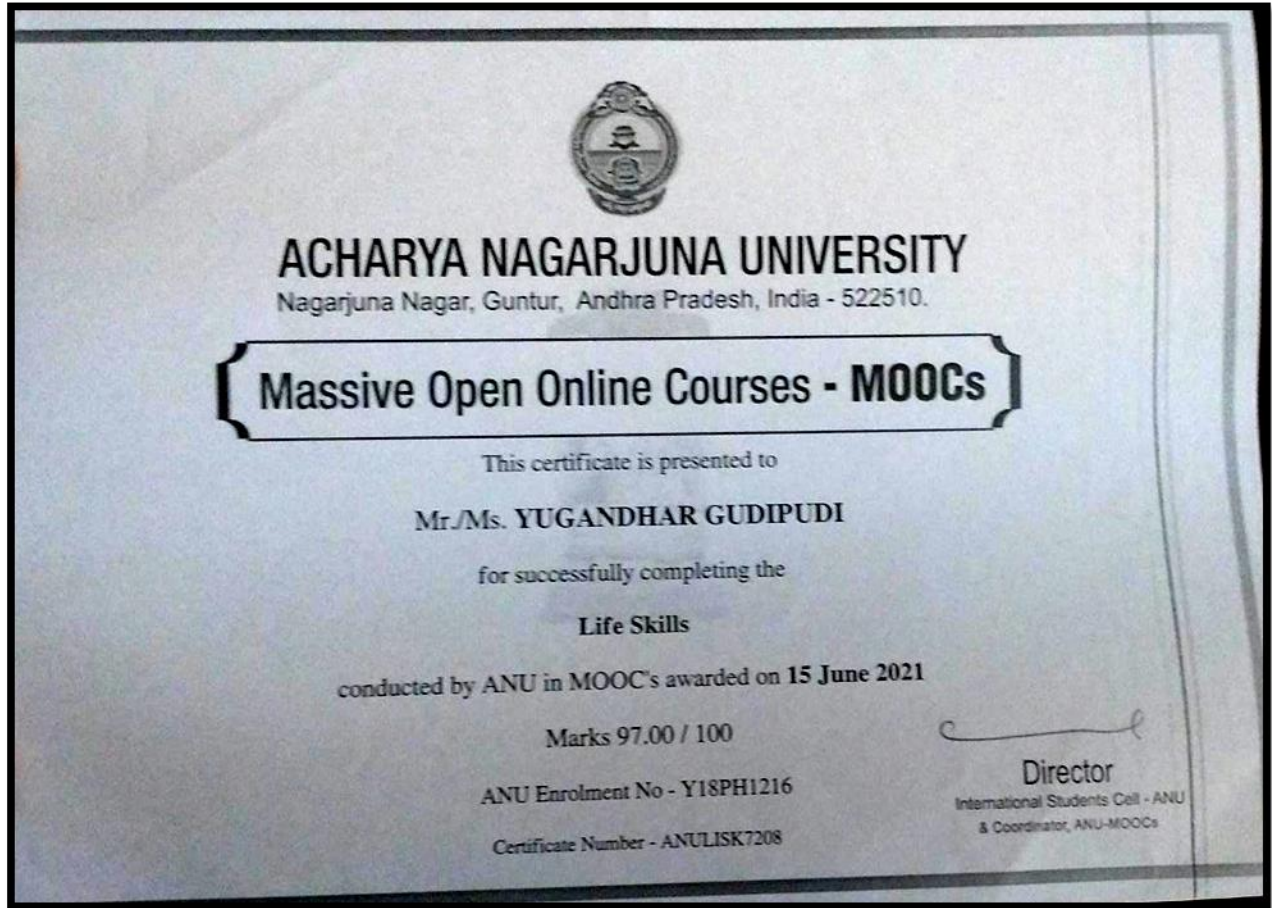 ACHARYA NAGARJUNA UNIVERSITY
Nagarjuna Nagar, Guntur, Andhra Pradesh, India - 522510.
Massive Open Online Courses - MOOCs
This certificate is presented to
Mr./Ms. YUGANDHAR GUDIPUDI
for successfully completing the
Life Skills
conducted by ANU in MOOC's awarded on 15 June 2021
Marks 97.00 / 100
ANU Enrolment No - Y18PH1216
Certificate Number - ANULISK7208
Director
International Students Cell - ANU
& Coordinator, ANU-MOOCs